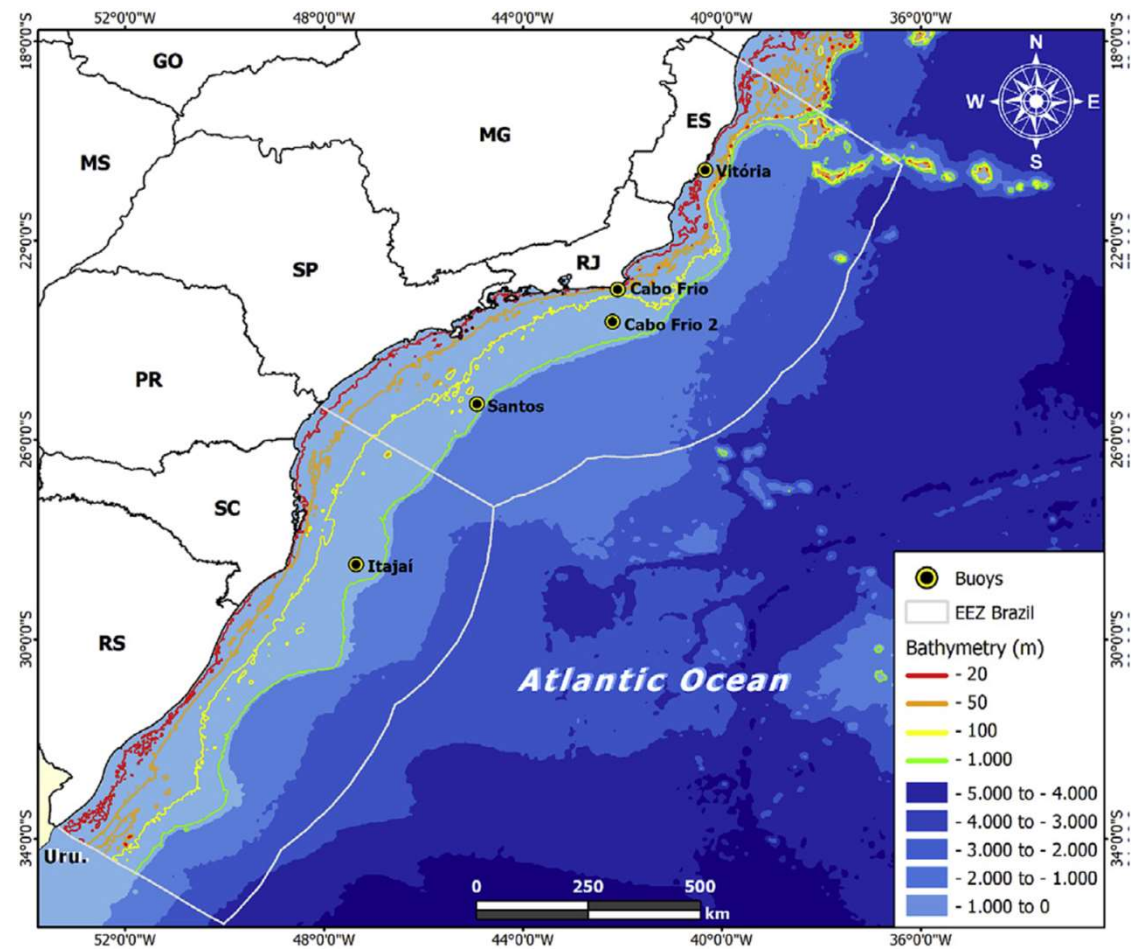 52°0'0"W 48°0'0"W 44°0'0"W 40°0'0"W 36°0'0"W
18°0'0"S 18°0'0"S
GO
N
W E
S
MG
ES
MS
Vitória
22°0'0"S 22°0'0"S
RJ
SP
Cabo Frio
Cabo Frio 2
PR
Santos
26°0'0"S 26°0'0"S
SC
Itajaí
RS
30°0'0"S 30°0'0"S
Atlantic Ocean
34°0'0"S 34°0'0"S
Uru.
0 250 500
km
Buoys
EEZ Brazil
Bathymetry (m)
- 20
- 50
- 100
- 1.000
- 5.000 to - 4.000
- 4.000 to - 3.000
- 3.000 to - 2.000
- 2.000 to - 1.000
- 1.000 to 0
52°0'0"W 48°0'0"W 44°0'0"W 40°0'0"W 36°0'0"W